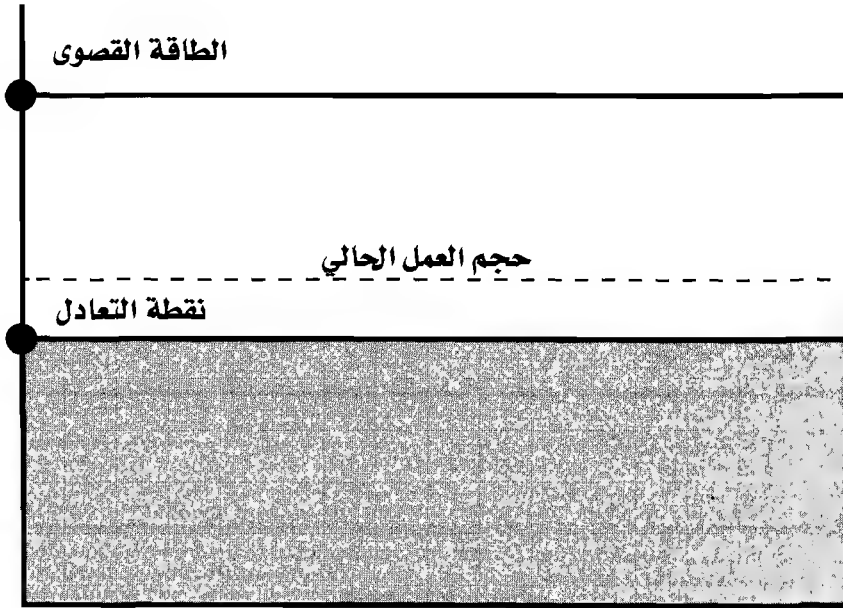 الطاقة القصوى
حجم العمل الحالي
نقطة التعادل